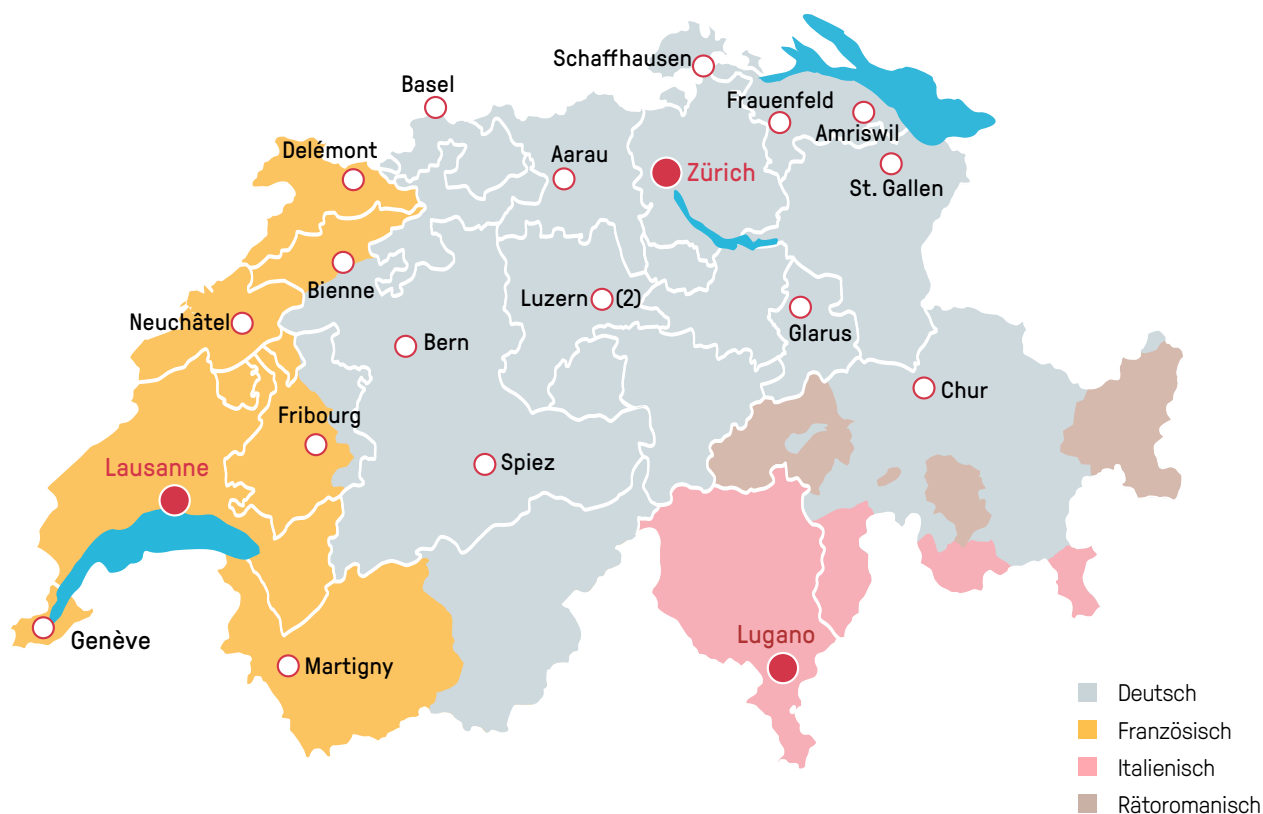 Schaffhausen
Basel
Frauenfeld
Amriswil
Delémont
Aarau
Zürich
St. Gallen
Bienne
Luzern (2)
Neuchâtel
Glarus
Bern
Chur
Fribourg
Spiez
Lausanne
Genève
Lugano
Martigny
Deutsch
Französisch
Italienisch
Rätoromanisch